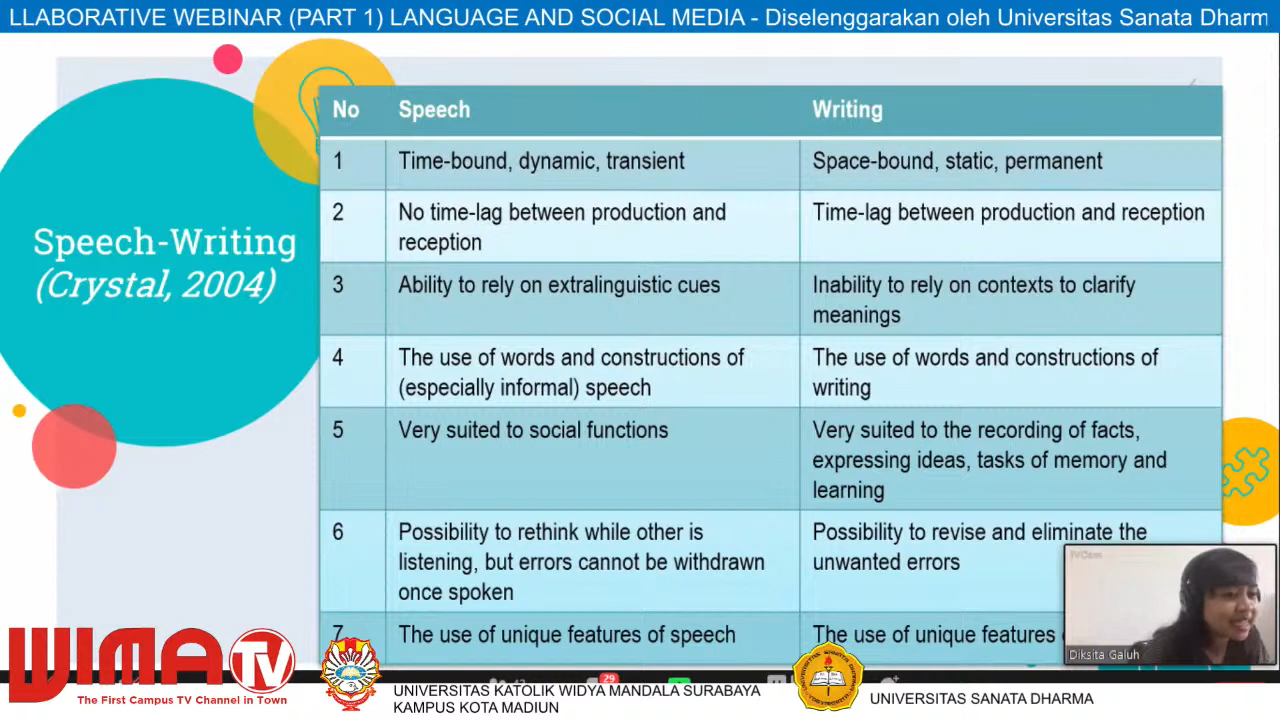 LLABORATIVE WEBINAR (PART 1) LANGUAGE AND SOCIAL MEDIA - Diselenggarakan oleh Universitas Sanata Dharm
Speech-Writing
(Crystal, 2004)
No Speech Writing
1 Time-bound, dynamic, transient Space-bound, static, permanent
2 No time-lag between production and Time-lag between production and reception
reception
3 Ability to rely on extralinguistic cues Inability to rely on contexts to clarify
meanings
4 The use of words and constructions of The use of words and constructions of
(especially informal) speech writing
5 Very suited to social functions Very suited to the recording of facts,
expressing ideas, tasks of memory and
learning
6 Possibility to rethink while other is Possibility to revise and eliminate the
listening, but errors cannot be withdrawn unwanted errors
once spoken
7 The use of unique features of speech The use of unique features
IVCam
Diksita Galuh
WIMA TV
The First Campus TV Channel in Town
29
UNIVERSITAS KATOLIK WIDYA MANDALA SURABAYA
KAMPUS KOTA MADIUN
UNIVERSITAS SANATA DHARMA